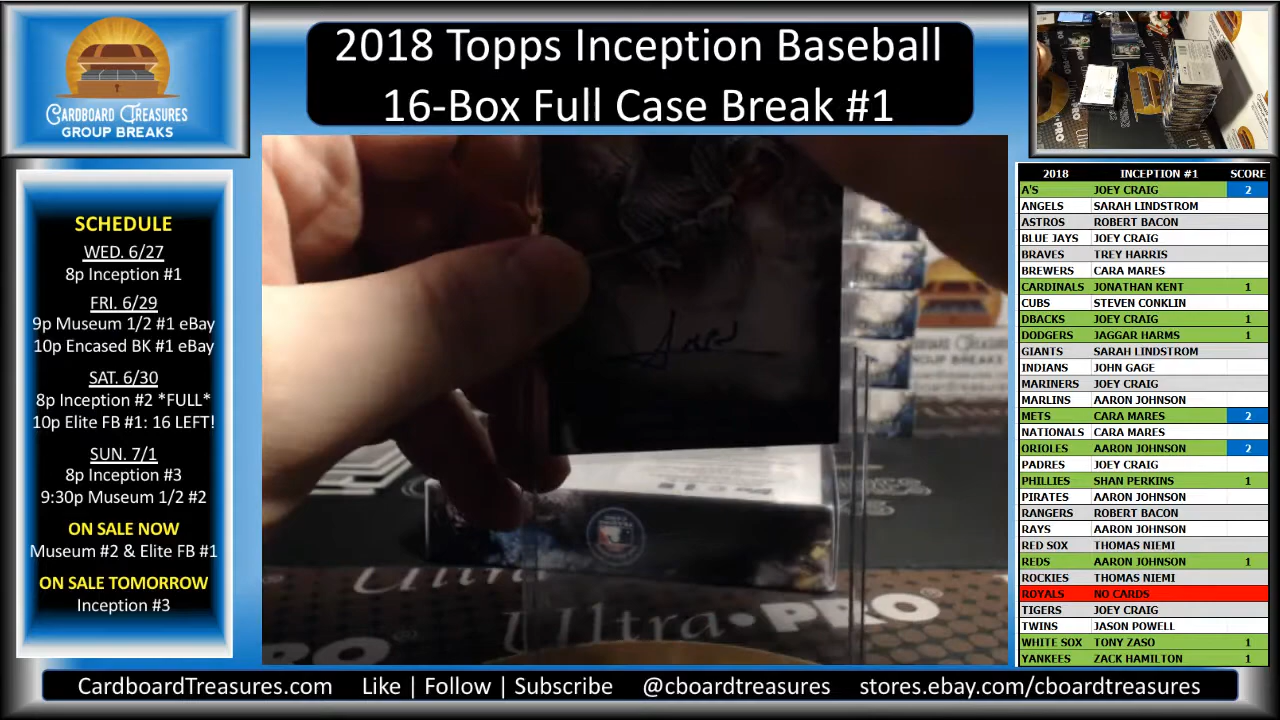 2018 Topps Inception Baseball
16-Box Full Case Break #1
CARDBOARD TREASURES
GROUP BREAKS
SCHEDULE
WED. 6/27
8p Inception #1
FRI. 6/29
9p Museum 1/2 #1 eBay
10p Encased BK #1 eBay
SAT. 6/30
8p Inception #2 *FULL*
10p Elite FB #1: 16 LEFT!
SUN. 7/1
8p Inception #3
9:30p Museum 1/2 #2
ON SALE NOW
Museum #2 & Elite FB #1
ON SALE TOMORROW
Inception #3
Ultra
Ultra•PRO®
PRO®
2018 INCEPTION #1 SCORE
A'S JOEY CRAIG 2
ANGELS SARAH LINDSTROM
ASTROS ROBERT BACON
BLUE JAYS JOEY CRAIG
BRAVES TREY HARRIS
BREWERS CARA MARES
CARDINALS JONATHAN KENT 1
CUBS STEVEN CONKLIN
DBACKS JOEY CRAIG 1
DODGERS JAGGAR HARMS 1
GIANTS SARAH LINDSTROM
INDIANS JOHN GAGE
MARINERS JOEY CRAIG
MARLINS AARON JOHNSON
METS CARA MARES 2
NATIONALS CARA MARES
ORIOLES AARON JOHNSON 2
PADRES JOEY CRAIG
PHILLIES SHAN PERKINS 1
PIRATES AARON JOHNSON
RANGERS ROBERT BACON
RAYS AARON JOHNSON
RED SOX THOMAS NIEMI
REDS AARON JOHNSON 1
ROCKIES THOMAS NIEMI
ROYALS NO CARDS
TIGERS JOEY CRAIG
TWINS JASON POWELL
WHITE SOX TONY ZASO 1
YANKEES ZACK HAMILTON 1
CardboardTreasures.com Like | Follow | Subscribe @cboardtreasures stores.ebay.com/cboardtreasures